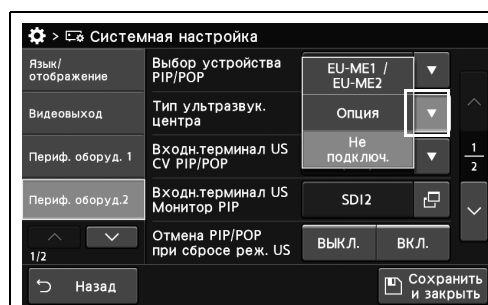 > Системная настройка
Язык/
отображение
Видеовыход
Периф. оборуд. 1
Периф. оборуд.2
1/2
Выбор устройства
PIP/POP
EU-ME1 /
EU-ME2
Тип ультразвук.
центра
Опция
Входн.терминал US
CV PIP/POP
Не
подключ.
Входн.терминал US
Монитор PIP
SDI2
Отмена PIP/POP
при сбросе реж. US
ВЫКЛ.
ВКЛ.
1
2
Назад
Сохранить
и закрыть